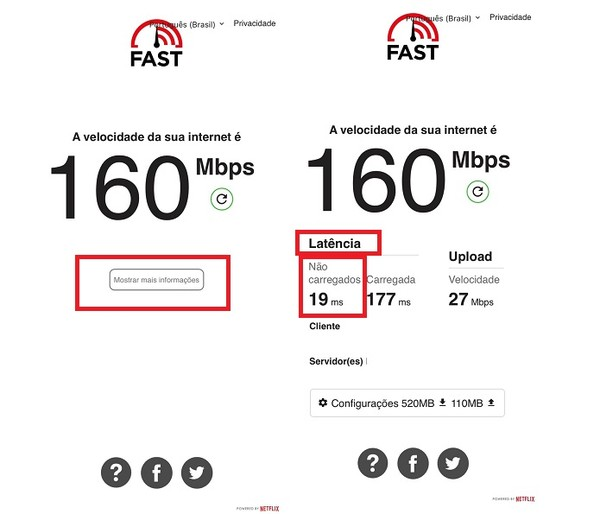 Português (Brasil) Privacidade
FAST
A velocidade da sua internet é
160 Mbps
Mostrar mais informações
?
POWERED BY NETFLIX
Português (Brasil) Privacidade
FAST
A velocidade da sua internet é
160 Mbps
Latência
Não
carregados
19 ms
Carregada
177 ms
Upload
Velocidade
27 Mbps
Cliente
Servidor(es)
Configurações 520MB 110MB
?
POWERED BY NETFLIX